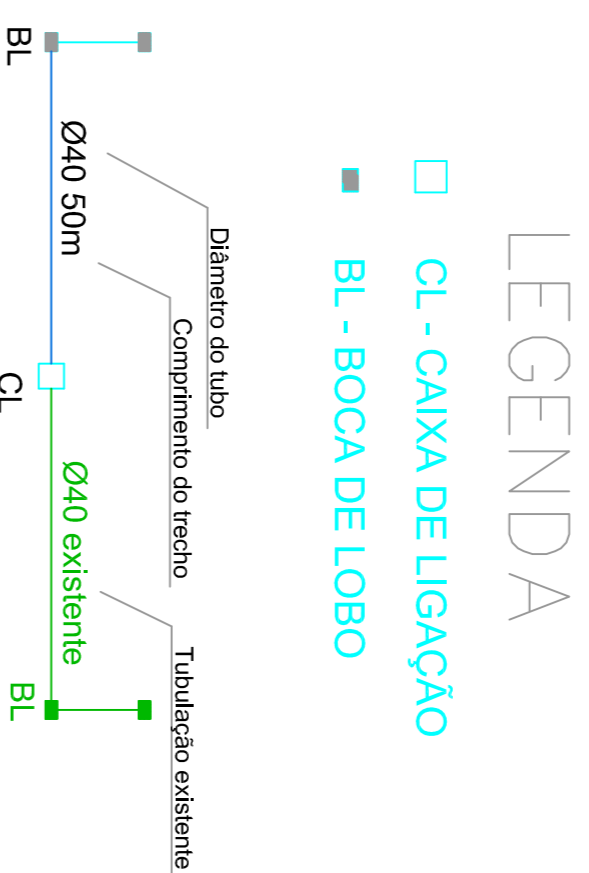 LEGENDA
CL - CAIXA DE LIGAÇÃO
BL - BOCA DE LOBO
Diâmetro do tubo
Comprimento do trecho
Tubulação existente
Ø40 50m
Ø40 existente
BL
CL
BL